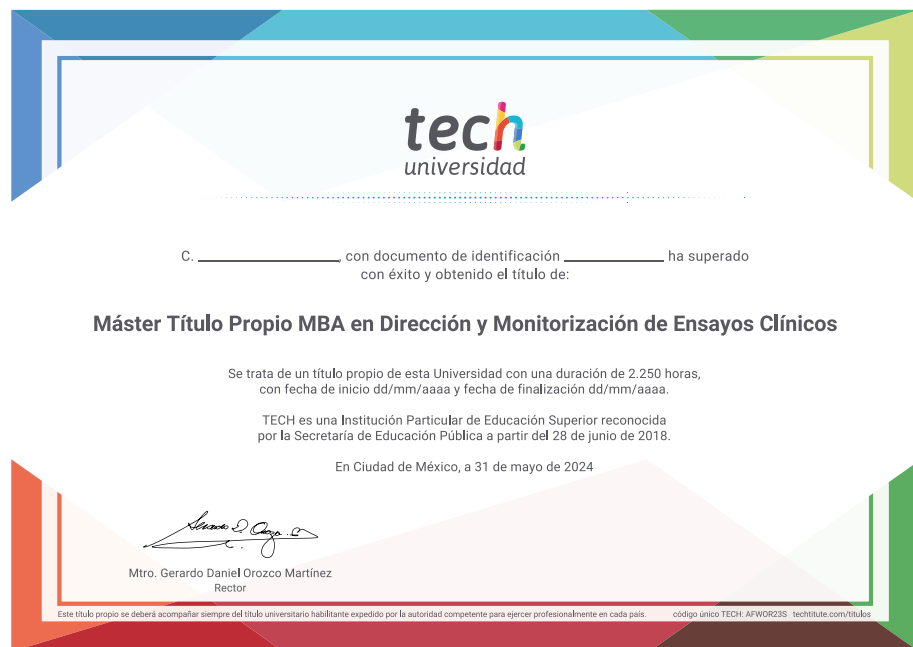 tech
universidad
C. ____________, con documento de identificación ____________ ha superado
con éxito y obtenido el título de:
Máster Título Propio MBA en Dirección y Monitorización de Ensayos Clínicos
Se trata de un título propio de esta Universidad con una duración de 2.250 horas,
con fecha de inicio dd/mm/aaaa y fecha de finalización dd/mm/aaaa.
TECH es una Institución Particular de Educación Superior reconocida
por la Secretaría de Educación Pública a partir del 28 de junio de 2018.
En Ciudad de México, a 31 de mayo de 2024
Mtro. Gerardo Daniel Orozco Martínez
Rector
Este título propio se deberá acompañar siempre del título universitario habilitante expedido por la autoridad competente para ejercer profesionalmente en cada país. código único TECH: AFWOR23S techtitute.com/titulos